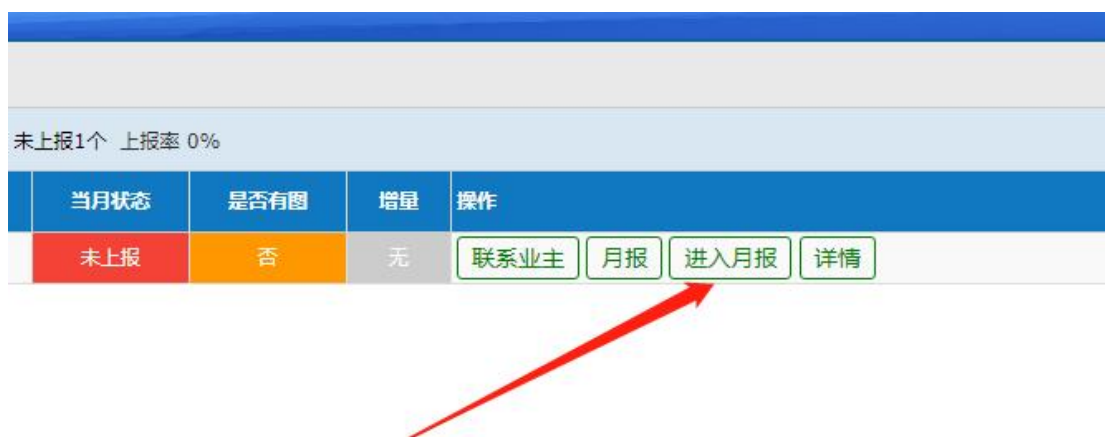 未上报1个 上报率 0%
当月状态 是否有图 增量 操作
未上报 否 无 联系业主 月报 进入月报 详情